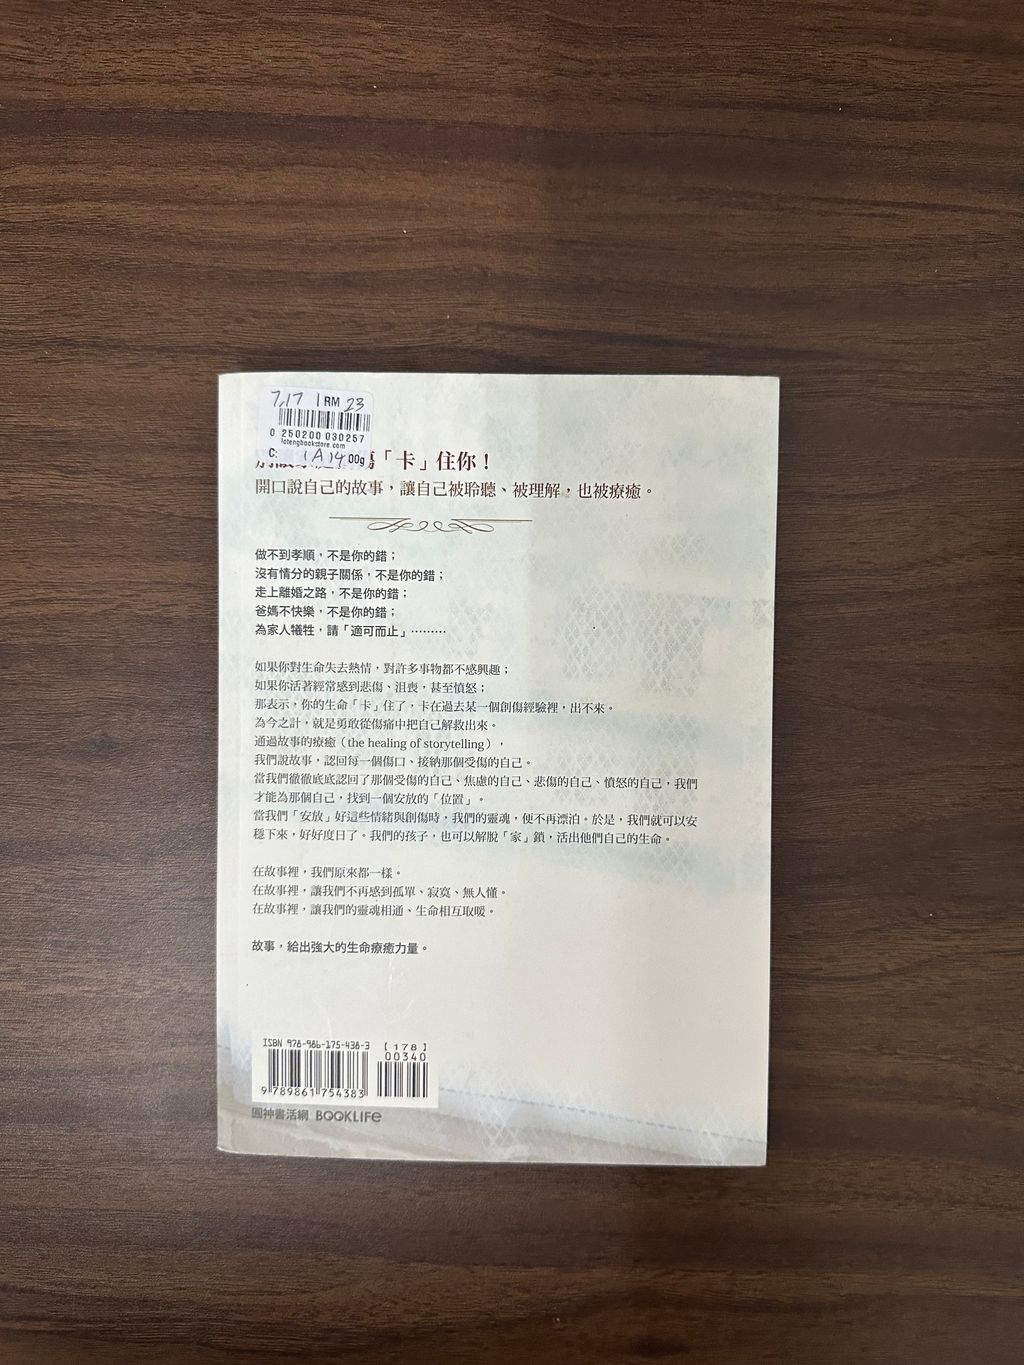 7,17 | RM 23
0 250200 030257
lotengbookstore.com
C: (A)400g
傷「卡」住你！
開口說自己的故事，讓自己被聆聽、被理解，也被療癒。
做不到孝順，不是你的錯；
沒有情分的親子關係，不是你的錯；
走上離婚之路，不是你的錯；
爸媽不快樂，不是你的錯；
為家人犧牲，請「適可而止」………
如果你對生命失去熱情，對許多事物都不感興趣；
如果你活著經常感到悲傷、沮喪，甚至憤怒；
那表示，你的生命「卡」住了，卡在過去某一個創傷經驗裡，出不來。
為今之計，就是勇敢從傷痛中把自己解救出來。
通過故事的療癒（the healing of storytelling），
我們說故事，認回每一個傷口、接納那個受傷的自己。
當我們徹徹底底認回了那個受傷的自己、焦慮的自己、悲傷的自己、憤怒的自己，我們
才能為那個自己，找到一個安放的「位置」。
當我們「安放」好這些情緒與創傷時，我們的靈魂，便不再漂泊。於是，我們就可以安
穩下來，好好度日了。我們的孩子，也可以解脫「家」鎖，活出他們自己的生命。
在故事裡，我們原來都一樣。
在故事裡，讓我們不再感到孤單、寂寞、無人懂。
在故事裡，讓我們的靈魂相通、生命相互取暖。
故事，給出強大的生命療癒力量。
ISBN 978-986-175-438-3 【178】
00340
9 789861 754383
圓神書活網 BOOKLIFE